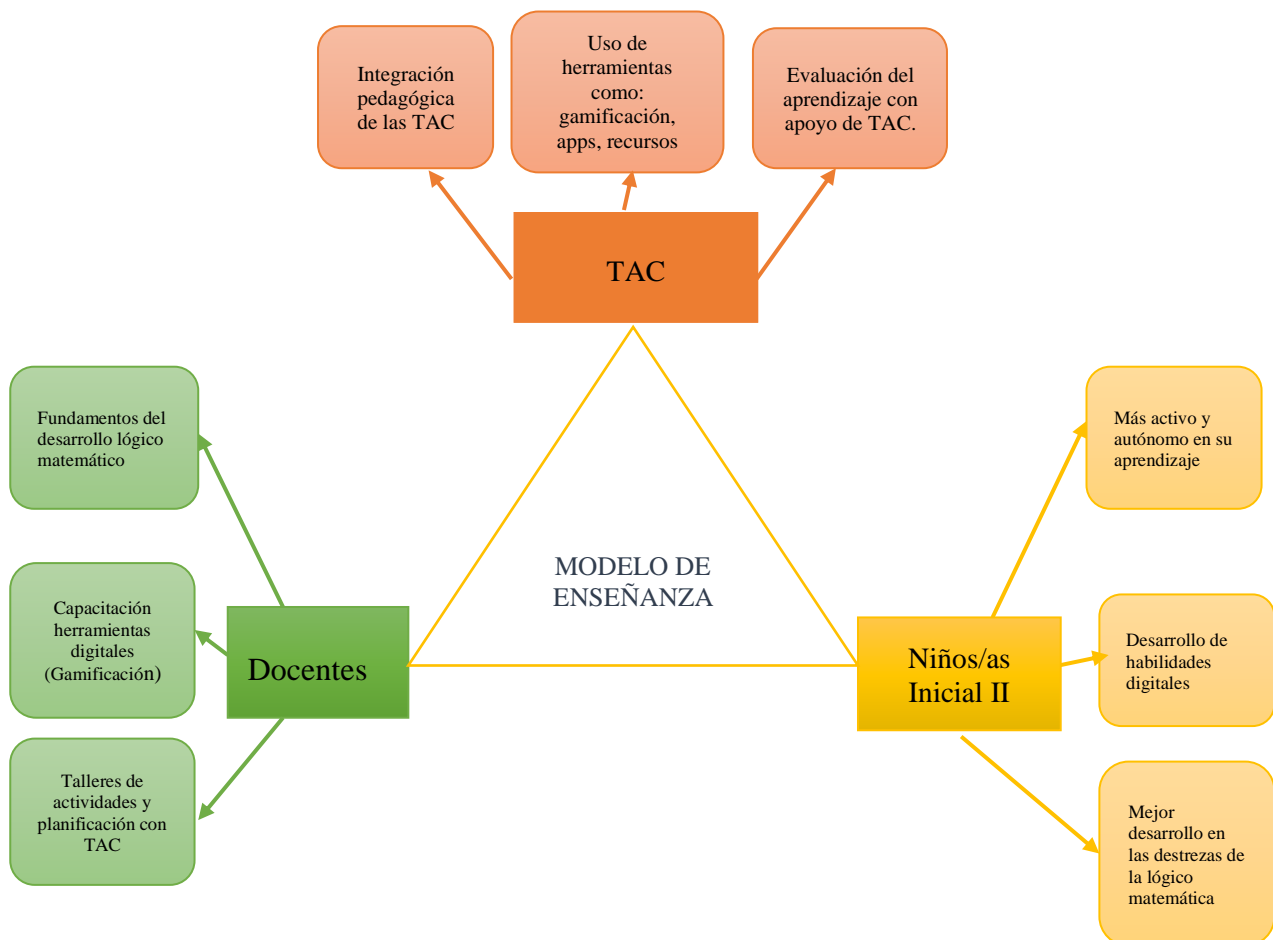 Integración
pedagógica
de las TAC
Uso de
herramientas
como:
gamificación,
apps, recursos
Evaluación del
aprendizaje con
apoyo de TAC.
TAC
Fundamentos del
desarrollo lógico
matemático
Más activo y
autónomo en su
aprendizaje
MODELO DE
ENSEÑANZA
Capacitación
herramientas
digitales
(Gamificación)
Docentes
Niños/as
Inicial II
Desarrollo de
habilidades
digitales
Talleres de
actividades y
planificación con
TAC
Mejor
desarrollo en
las destrezas de
la lógico
matemática